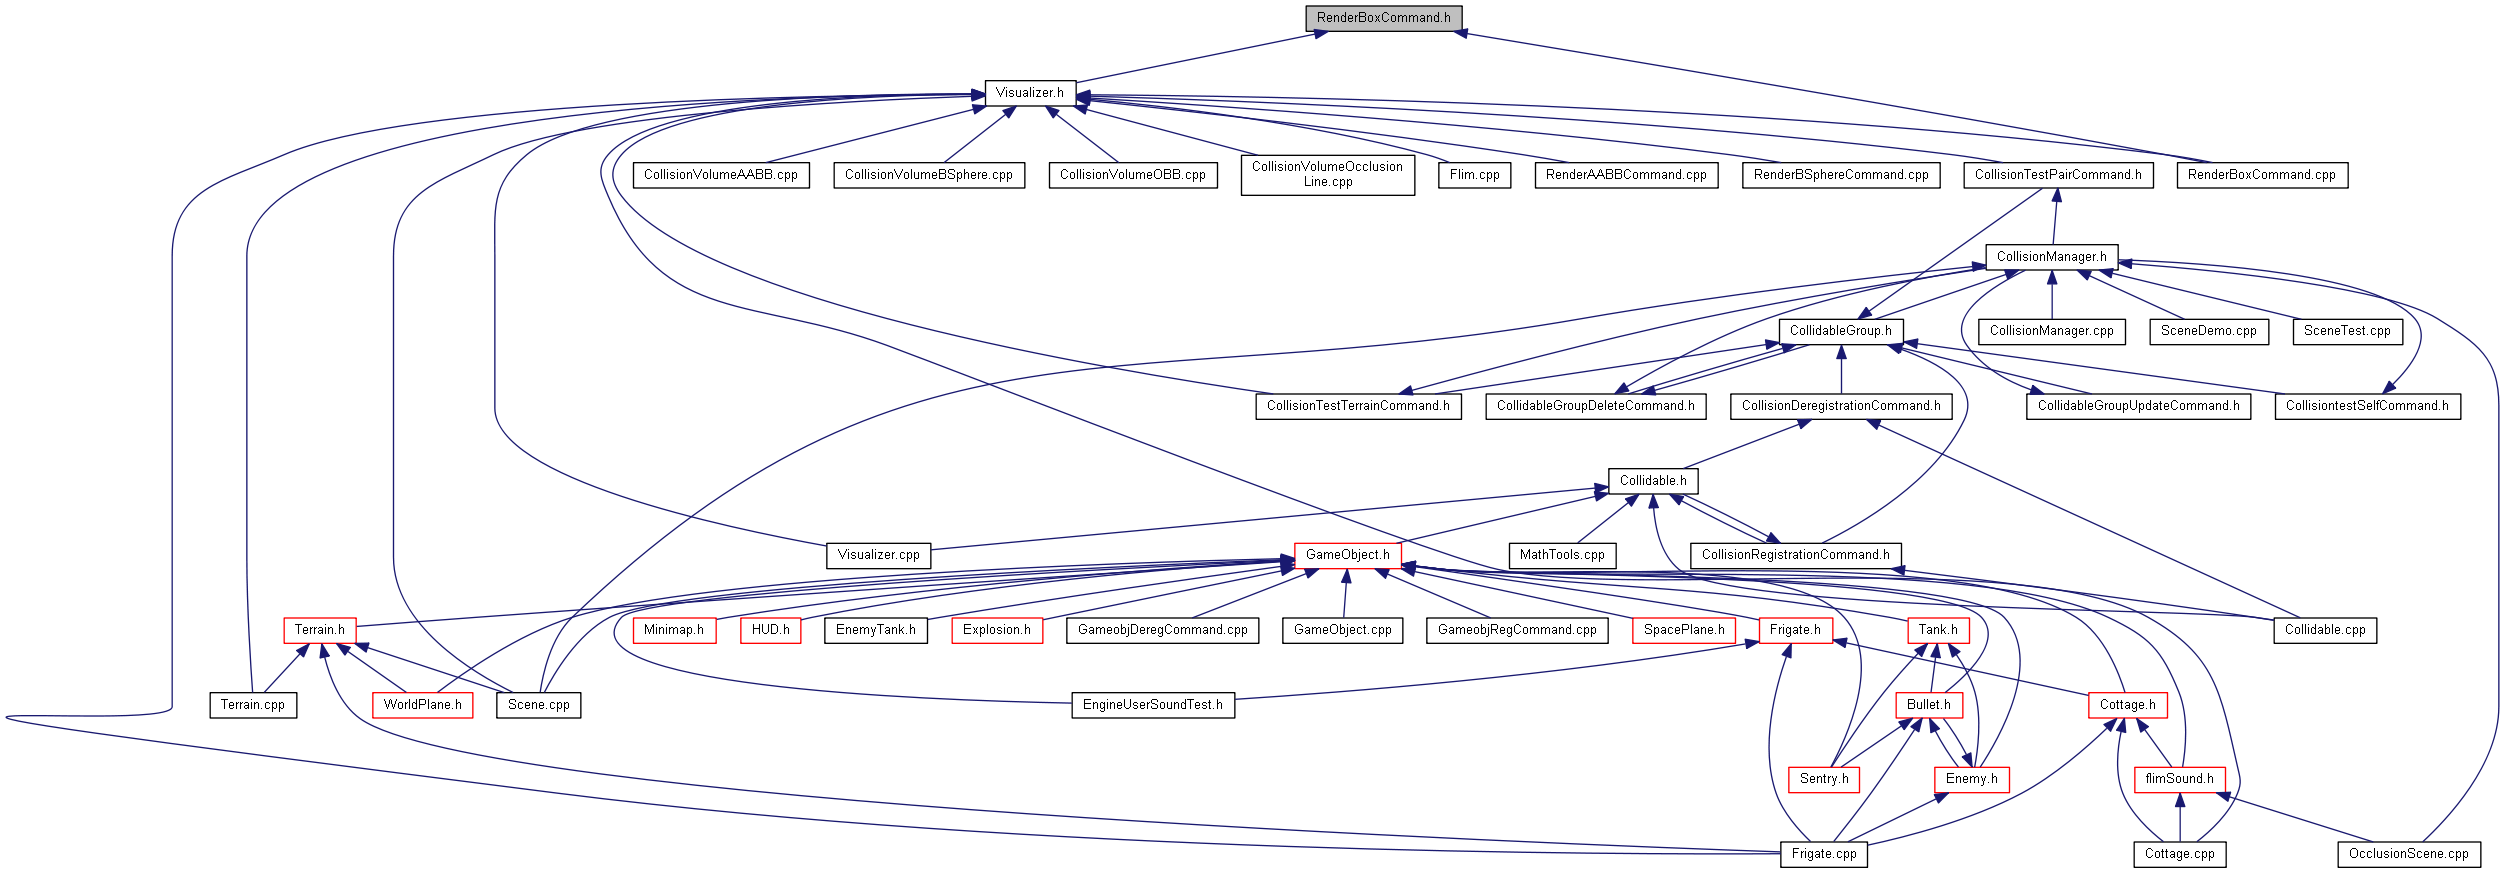 RenderBoxCommand.h
Visualizer.h
CollisionVolumeAABB.cpp
CollisionVolumeBSphere.cpp
CollisionVolumeOBB.cpp
CollisionVolumeOcclusion
Line.cpp
Flim.cpp
RenderAABBCommand.cpp
RenderBSphereCommand.cpp
CollisionTestPairCommand.h
RenderBoxCommand.cpp
CollisionManager.h
CollidableGroup.h
CollisionManager.cpp
SceneDemo.cpp
SceneTest.cpp
CollisionTestTerrainCommand.h
CollidableGroupDeleteCommand.h
CollisionDeregistrationCommand.h
CollidableGroupUpdateCommand.h
CollisiontestSelfCommand.h
Collidable.h
Visualizer.cpp
GameObject.h
MathTools.cpp
CollisionRegistrationCommand.h
Terrain.h
Minimap.h
HUD.h
EnemyTank.h
Explosion.h
GameobjDeregCommand.cpp
GameObject.cpp
GameobjRegCommand.cpp
SpacePlane.h
Frigate.h
Tank.h
Collidable.cpp
Terrain.cpp
WorldPlane.h
Scene.cpp
EngineUserSoundTest.h
Bullet.h
Cottage.h
Sentry.h
Enemy.h
flimSound.h
Frigate.cpp
Cottage.cpp
OcclusionScene.cpp